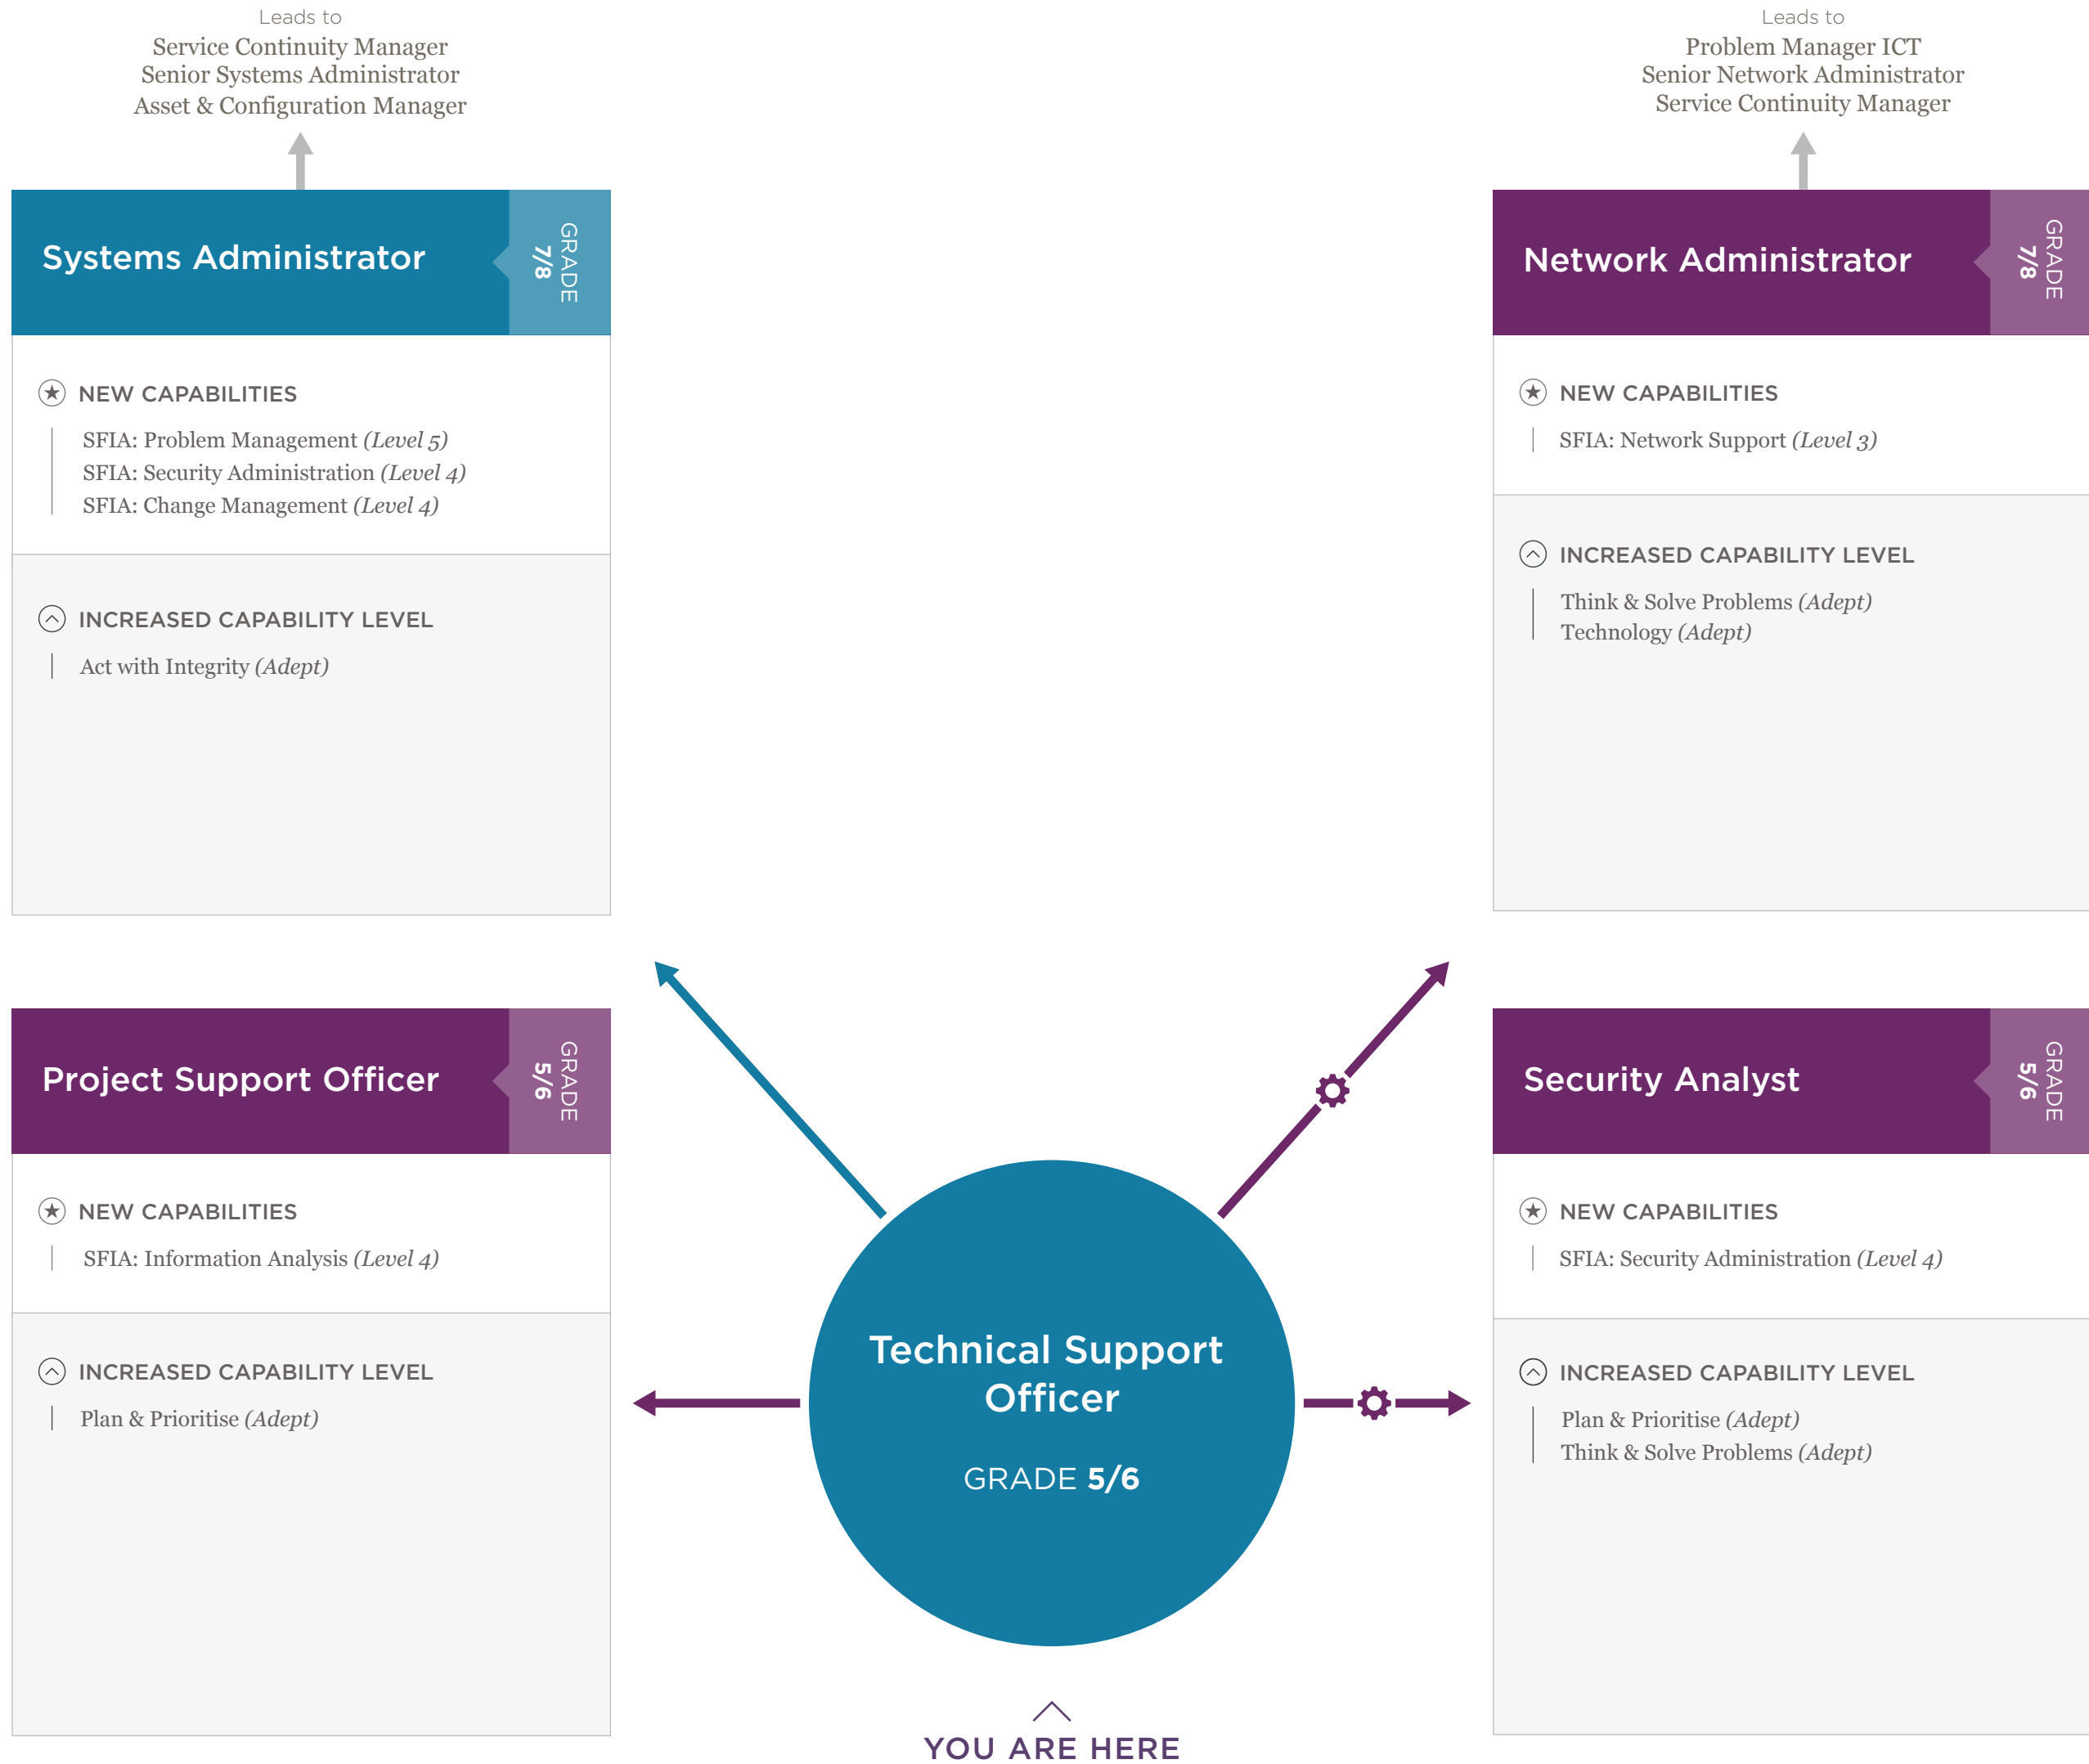 Leads to
Service Continuity Manager
Senior Systems Administrator
Asset & Configuration Manager
Leads to
Problem Manager ICT
Senior Network Administrator
Service Continuity Manager
Systems Administrator
GRADE
7/8
NEW CAPABILITIES
SFIA: Problem Management (Level 5)
SFIA: Security Administration (Level 4)
SFIA: Change Management (Level 4)
INCREASED CAPABILITY LEVEL
Act with Integrity (Adept)
Network Administrator
GRADE
7/8
NEW CAPABILITIES
SFIA: Network Support (Level 3)
INCREASED CAPABILITY LEVEL
Think & Solve Problems (Adept)
Technology (Adept)
Project Support Officer
GRADE
5/6
NEW CAPABILITIES
SFIA: Information Analysis (Level 4)
INCREASED CAPABILITY LEVEL
Plan & Prioritise (Adept)
Technical Support
Officer
GRADE 5/6
YOU ARE HERE
Security Analyst
GRADE
5/6
NEW CAPABILITIES
SFIA: Security Administration (Level 4)
INCREASED CAPABILITY LEVEL
Plan & Prioritise (Adept)
Think & Solve Problems (Adept)